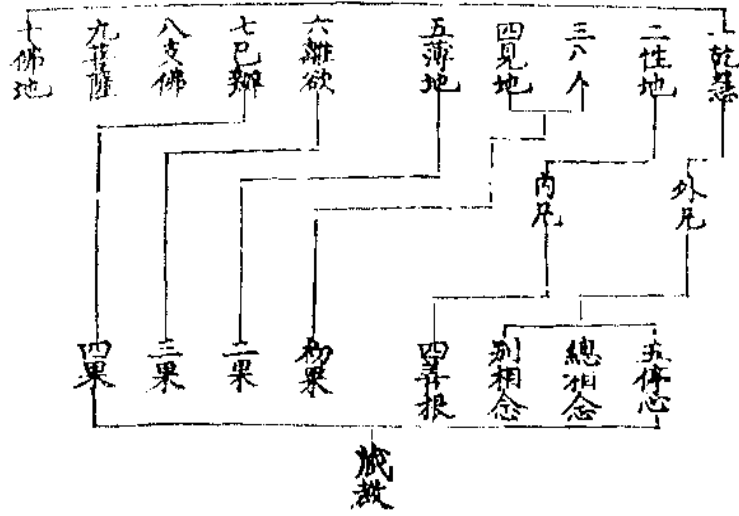 一乾慧
二性地
三八人
四見地
五薄地
六離欲
七已辦
八支佛
九菩薩
十佛地
外凡
內凡
五停心
總相念
別相念
四善根
初果
二果
三果
四果
藏教